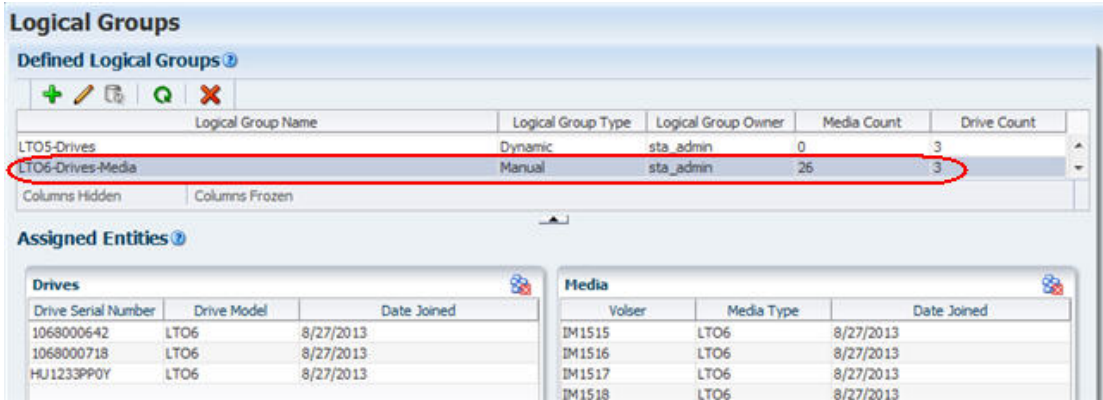 Logical Groups
Defined Logical Groups
Logical Group Name Logical Group Type Logical Group Owner Media Count Drive Count
LTO5-Drives Dynamic sta_admin 0 3
LTO6-Drives-Media Manual sta_admin 26 3
Columns Hidden Columns Frozen
Assigned Entities
Drives Media
Drive Serial Number Drive Model Date Joined Volser Media Type Date Joined
1068000642 LTO6 8/27/2013 IM1515 LTO6 8/27/2013
1068000718 LTO6 8/27/2013 IM1516 LTO6 8/27/2013
HU1233PP0Y LTO6 8/27/2013 IM1517 LTO6 8/27/2013
IM1518 LTO6 8/27/2013